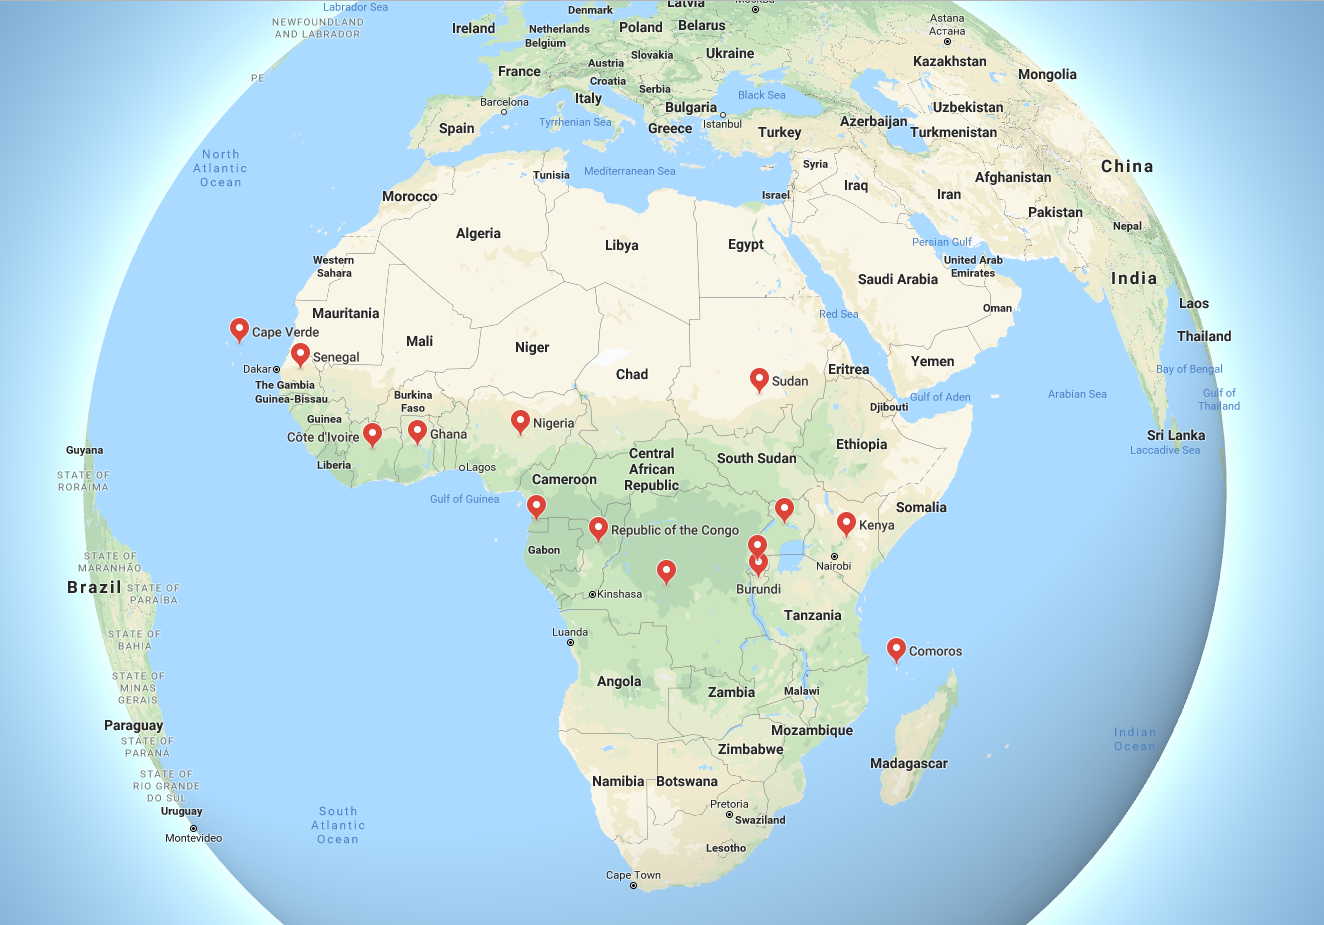 Labrador Sea
NEWFOUNDLAND
AND LABRADOR
PE
Denmark
Latvia
Ireland
Netherlands
Poland
Belarus
Belgium
Slovakia
Ukraine
Austria
France
Croatia
Serbia
Barcelona
Italy
Bulgaria
Black Sea
Tyrrhenian Sea
Istanbul
Spain
Greece
Turkey
Astana
Астана
Kazakhstan
Mongolia
Uzbekistan
Azerbaijan
Turkmenistan
North
Atlantic
Ocean
Tunisia
Mediterranean Sea
Syria
Afghanistan
China
Morocco
Israel
Iraq
Iran
Pakistan
Nepal
Algeria
Libya
Egypt
Persian Gulf
Western
Sahara
Saudi Arabia
United Arab
Emirates
India
Mauritania
Red Sea
Oman
Laos
Cape Verde
Thailand
Mali
Niger
Senegal
Chad
Sudan
Eritrea
Yemen
Bay of Bengal
Dakar
The Gambia
Guinea-Bissau
Burkina
Faso
Djibouti
Gulf of Aden
Arabian Sea
Gulf of
Thailand
Guinea
Côte d'Ivoire
Ghana
Nigeria
Ethiopia
Sri Lanka
Laccadive Sea
Guyana
STATE OF
RORAIMA
Liberia
Lagos
Central
African
Republic
South Sudan
Cameroon
Gulf of Guinea
Somalia
Republic of the Congo
Kenya
Gabon
Nairobi
STATE OF
MARANHÃO
Brazil
STATE OF
PARAÍBA
Kinshasa
Burundi
Tanzania
STATE OF
BAHIA
Luanda
Comoros
STATE OF
MINAS
GERAIS
Angola
Zambia
Malawi
Paraguay
STATE OF
PARANÁ
Mozambique
Zimbabwe
Indian
Ocean
Madagascar
STATE OF
RIO GRANDE
DO SUL
Namibia
Botswana
Uruguay
Montevideo
South
Atlantic
Ocean
Pretoria
Swaziland
Lesotho
Cape Town